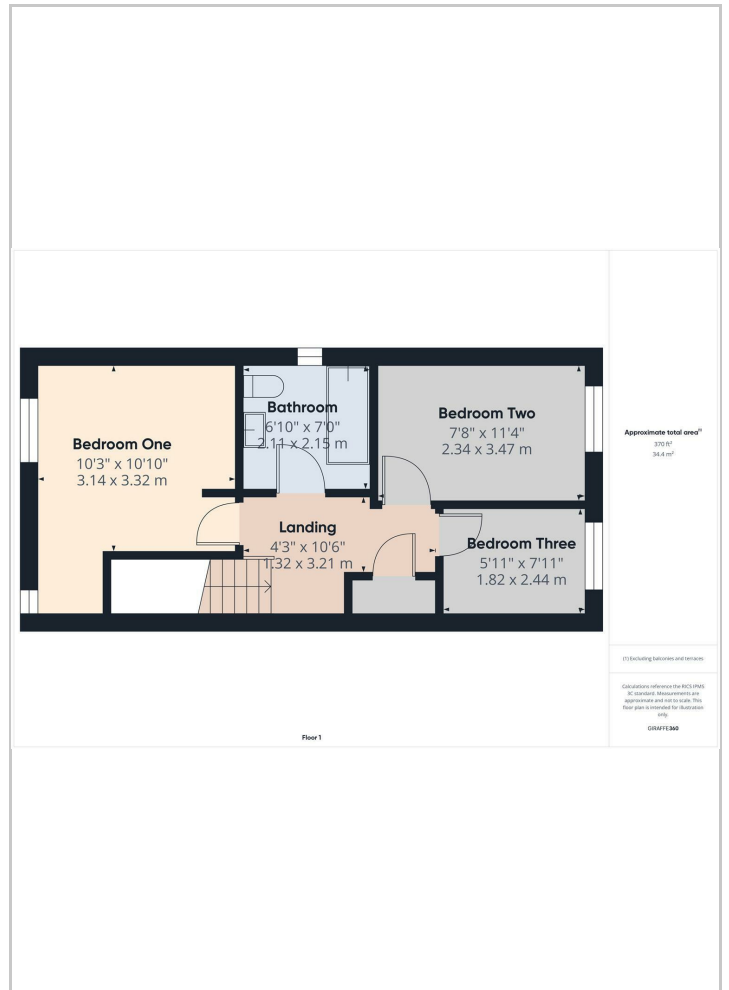 Bedroom One
10'3" x 10'10"
3.14 x 3.32 m
Bathroom
6'10" x 7'0"
2.11 x 2.15 m
Bedroom Two
7'8" x 11'4"
2.34 x 3.47 m
Landing
4'3" x 10'6"
1.32 x 3.21 m
Bedroom Three
5'11" x 7'11"
1.82 x 2.44 m
Floor 1
Approximate total area⁽¹⁾
370 ft²
34.4 m²
(1) Excluding balconies and terraces
Calculations reference the RICS IPMS
3C standard. Measurements are
approximate and not to scale. This
floor plan is intended for illustration
only.
GIRAFFE360